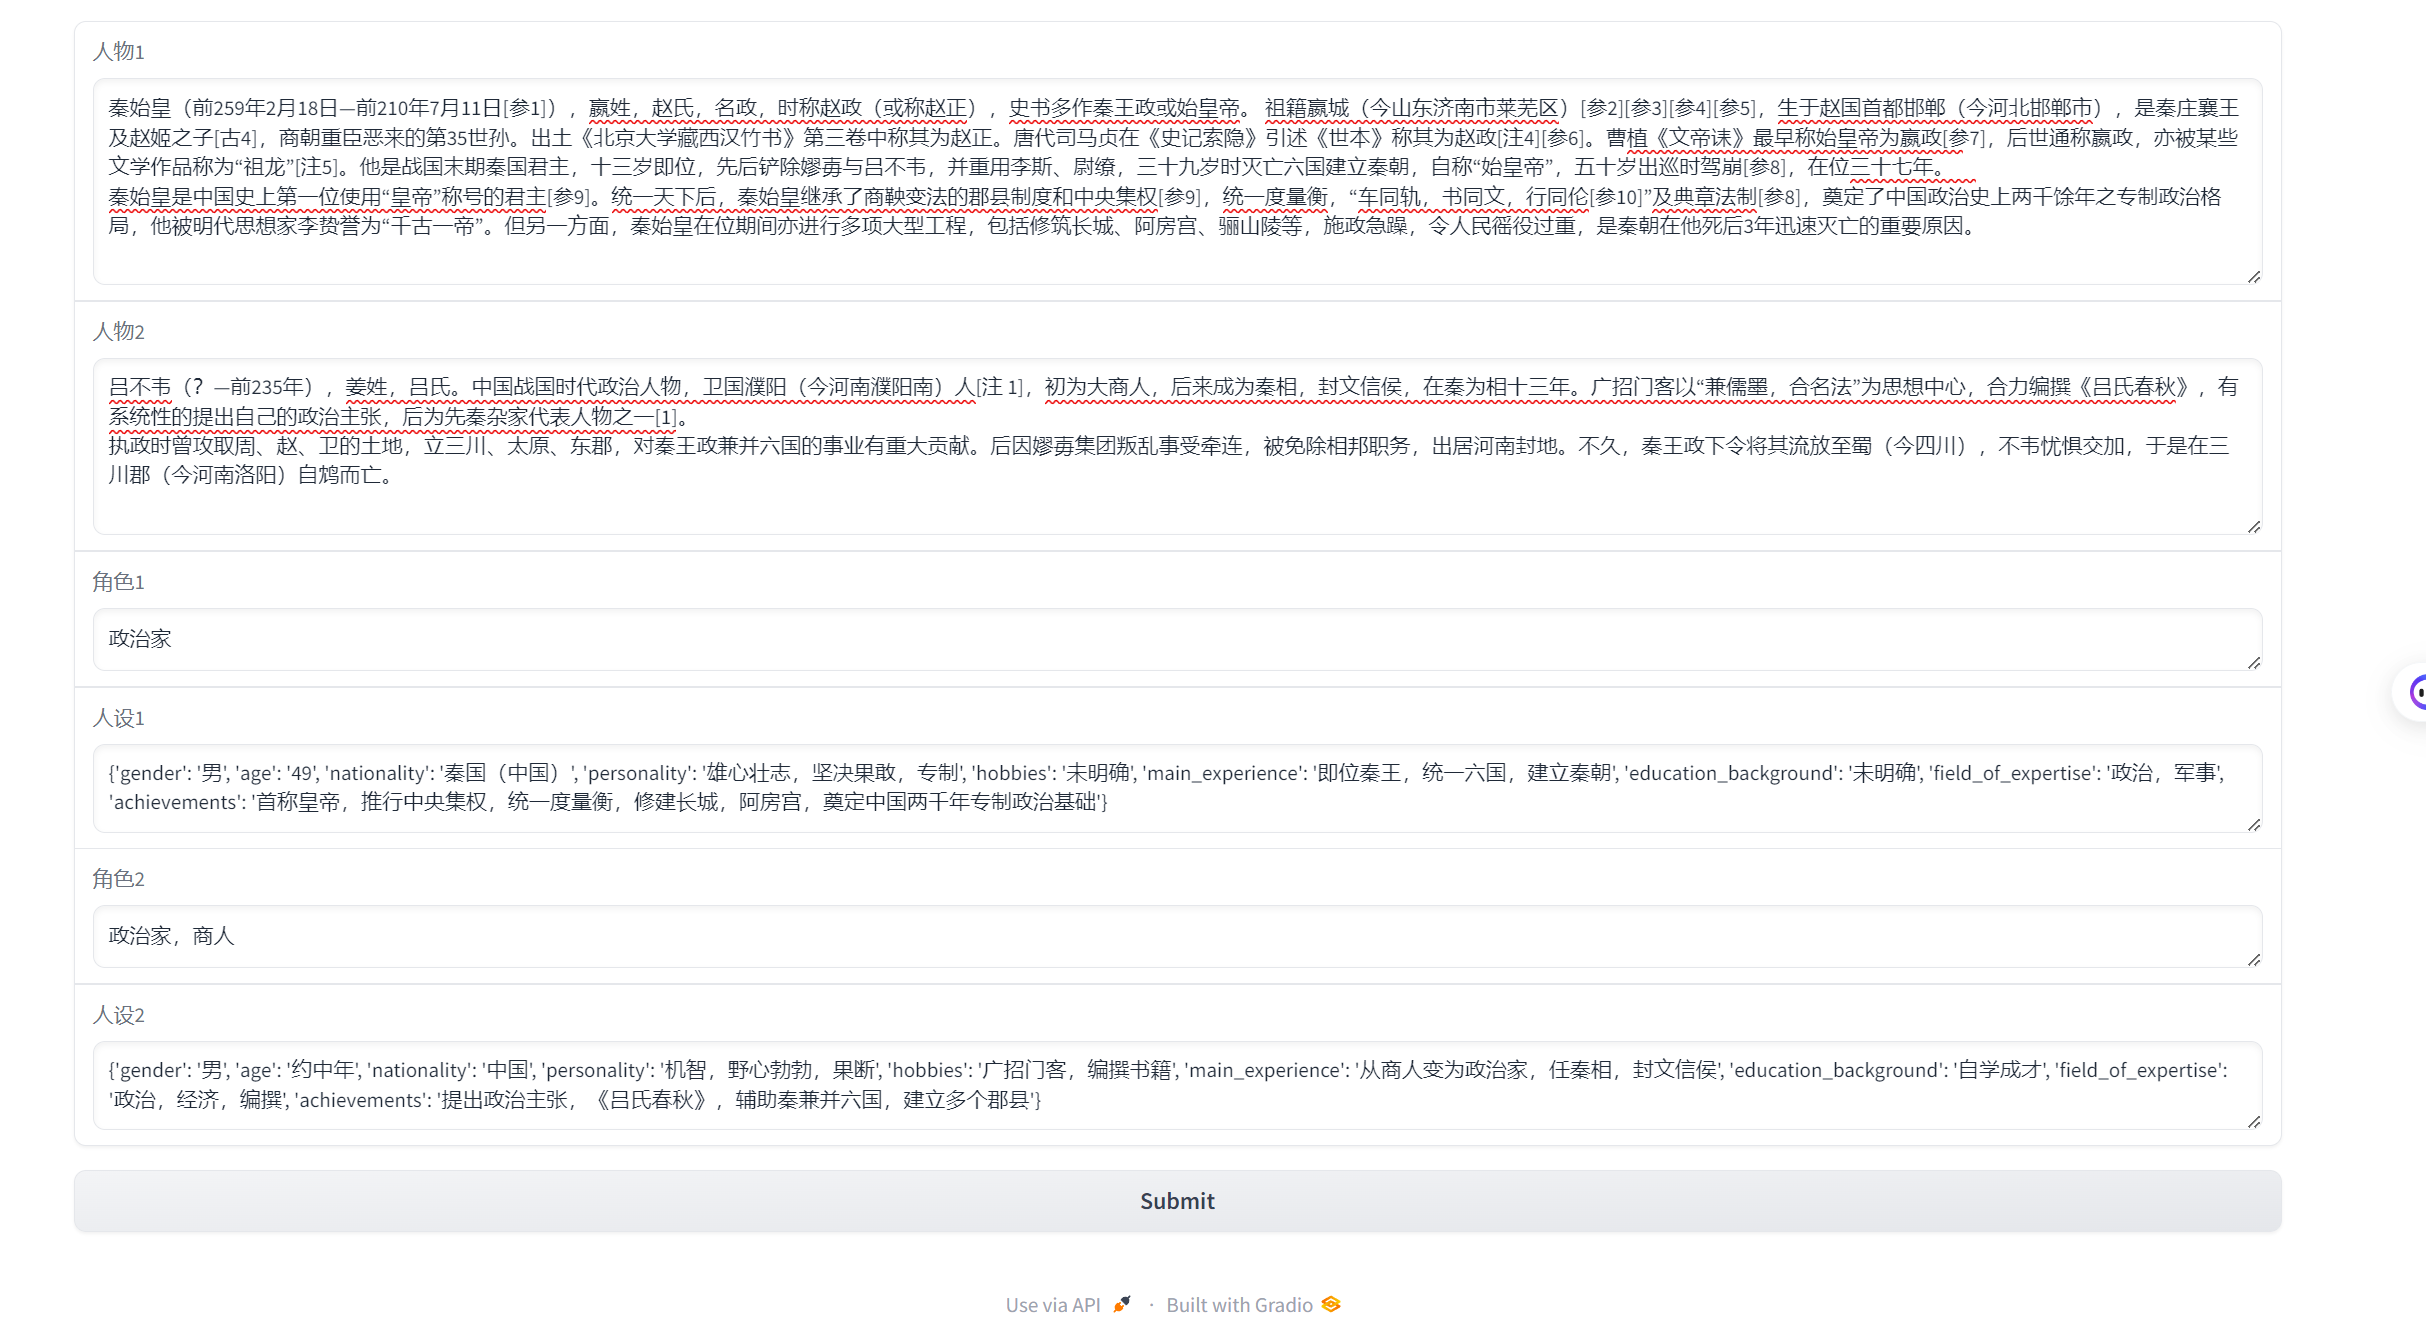 人物1
秦始皇（前259年2月18日—前210年7月11日[参1]），嬴姓，赵氏，名政，时称赵政（或称赵正），史书多作秦王政或始皇帝。 祖籍嬴城（今山东济南市莱芜区）[参2][参3][参4][参5]，生于赵国首都邯郸（今河北邯郸市），是秦庄襄王
及赵姬之子[古4]，商朝重臣恶来的第35世孙。出土《北京大学藏西汉竹书》第三卷中称其为赵正。唐代司马贞在《史记索隐》引述《世本》称其为赵政[注4][参6]。曹植《文帝诔》最早称始皇帝为嬴政[参7]，后世通称嬴政，亦被某些
文学作品称为“祖龙”[注5]。他是战国末期秦国君主，十三岁即位，先后铲除嫪毐与吕不韦，并重用李斯、尉缭，三十九岁时灭亡六国建立秦朝，自称“始皇帝”，五十岁出巡时驾崩[参8]，在位三十七年。
秦始皇是中国史上第一位使用“皇帝”称号的君主[参9]。统一天下后，秦始皇继承了商鞅变法的郡县制度和中央集权[参9]，统一度量衡，“车同轨，书同文，行同伦[参10]”及典章法制[参8]，奠定了中国政治史上两千馀年之专制政治格
局，他被明代思想家李贽誉为“千古一帝”。但另一方面，秦始皇在位期间亦进行多项大型工程，包括修筑长城、阿房宫、骊山陵等，施政急躁，令人民徭役过重，是秦朝在他死后3年迅速灭亡的重要原因。
人物2
吕不韦（？—前235年），姜姓，吕氏。中国战国时代政治人物，卫国濮阳（今河南濮阳南）人[注 1]，初为大商人，后来成为秦相，封文信侯，在秦为相十三年。广招门客以“兼儒墨，合名法”为思想中心，合力编撰《吕氏春秋》，有
系统性的提出自己的政治主张，后为先秦杂家代表人物之一[1]。
执政时曾攻取周、赵、卫的土地，立三川、太原、东郡，对秦王政兼并六国的事业有重大贡献。后因嫪毐集团叛乱事受牵连，被免除相邦职务，出居河南封地。不久，秦王政下令将其流放至蜀（今四川），不韦忧惧交加，于是在三
川郡（今河南洛阳）自鸩而亡。
角色1
政治家
人设1
{'gender': '男', 'age': '49', 'nationality': '秦国（中国）', 'personality': '雄心壮志，坚决果敢，专制', 'hobbies': '未明确', 'main_experience': '即位秦王，统一六国，建立秦朝', 'education_background': '未明确', 'field_of_expertise': '政治，军事',
'achievements': '首称皇帝，推行中央集权，统一度量衡，修建长城，阿房宫，奠定中国两千年专制政治基础'}
角色2
政治家，商人
人设2
{'gender': '男', 'age': '约中年', 'nationality': '中国', 'personality': '机智，野心勃勃，果断', 'hobbies': '广招门客，编撰书籍', 'main_experience': '从商人变为政治家，任秦相，封文信侯', 'education_background': '自学成才', 'field_of_expertise':
'政治，经济，编撰', 'achievements': '提出政治主张，《吕氏春秋》，辅助秦兼并六国，建立多个郡县'}
Submit
Use via API · Built with Gradio